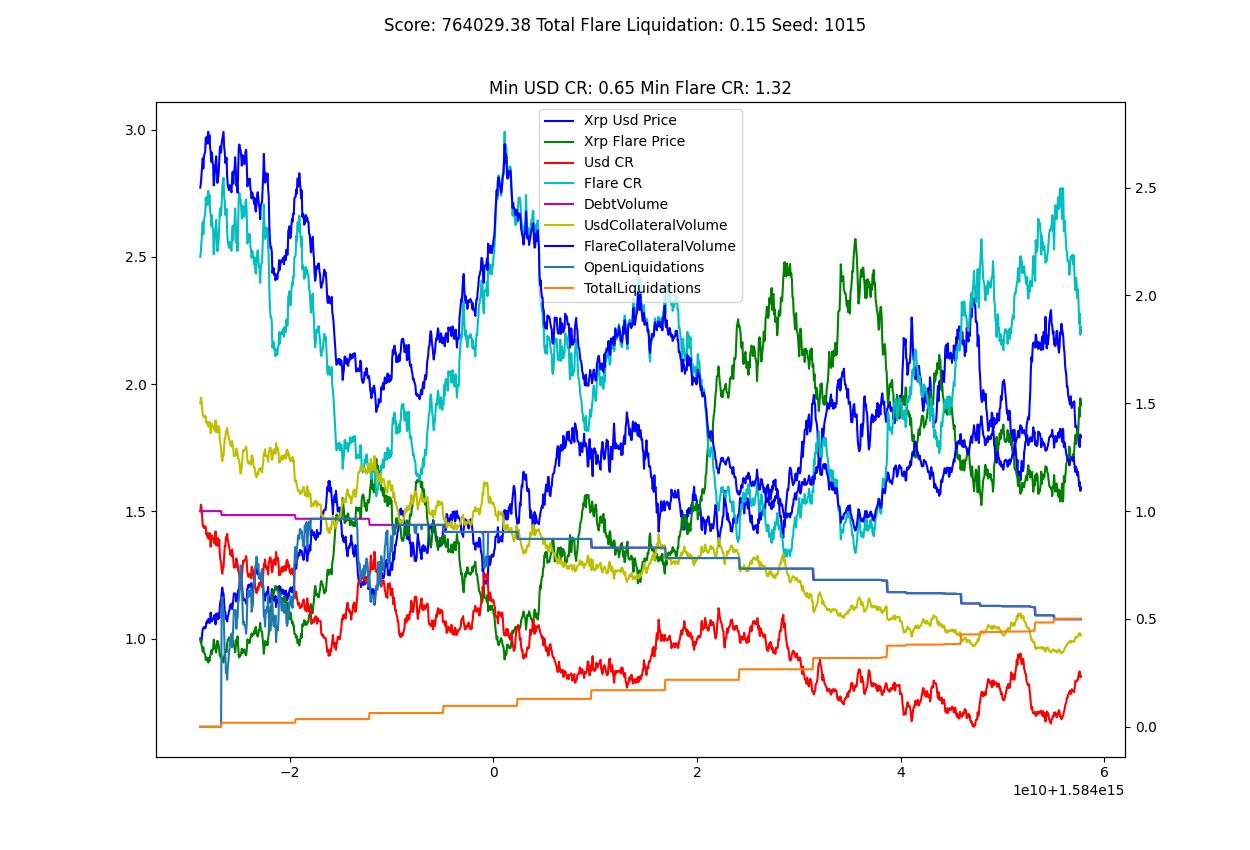 Score: 764029.38 Total Flare Liquidation: 0.15 Seed: 1015
Min USD CR: 0.65 Min Flare CR: 1.32
Xrp Usd Price
Xrp Flare Price
Usd CR
Flare CR
DebtVolume
UsdCollateralVolume
FlareCollateralVolume
OpenLiquidations
TotalLiquidations
3.0
2.5
2.0
1.5
1.0
2.5
2.0
1.5
1.0
0.5
0.0
−2
0
2
4
6
1e10+1.584e15